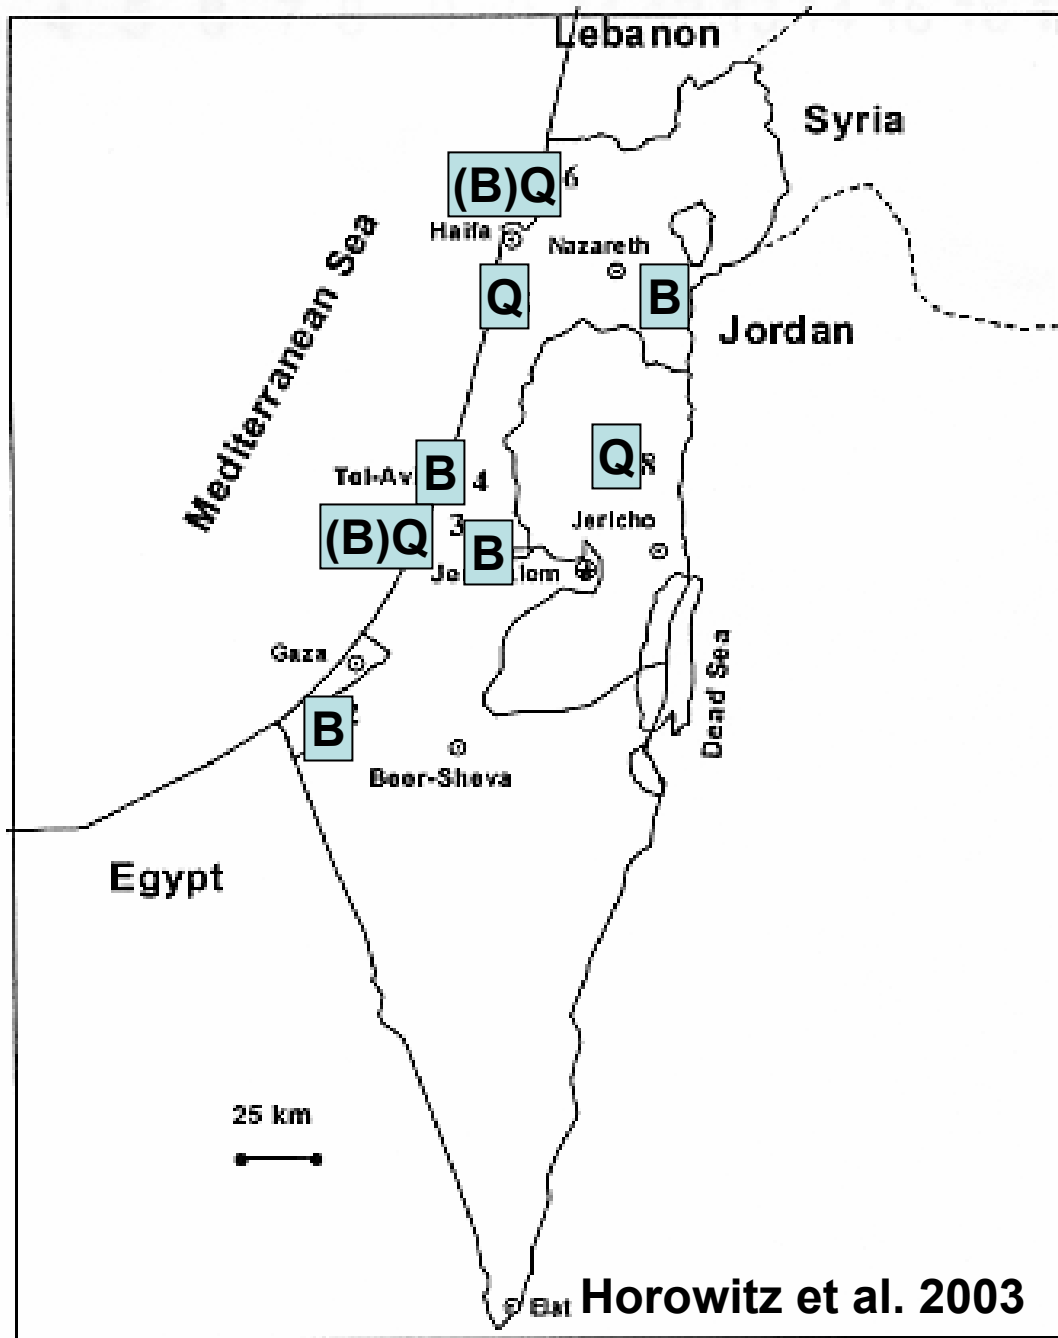 Lebanon
Syria
(B)Q 6
Haifa
Nazareth
Mediterranean Sea
Q
B
Jordan
Q 8
Tel-Av
B 4
3
Jericho
(B)Q
B
Gaza
Dead Sea
B
Beer-Sheva
Egypt
25 km
Elat
Horowitz et al. 2003